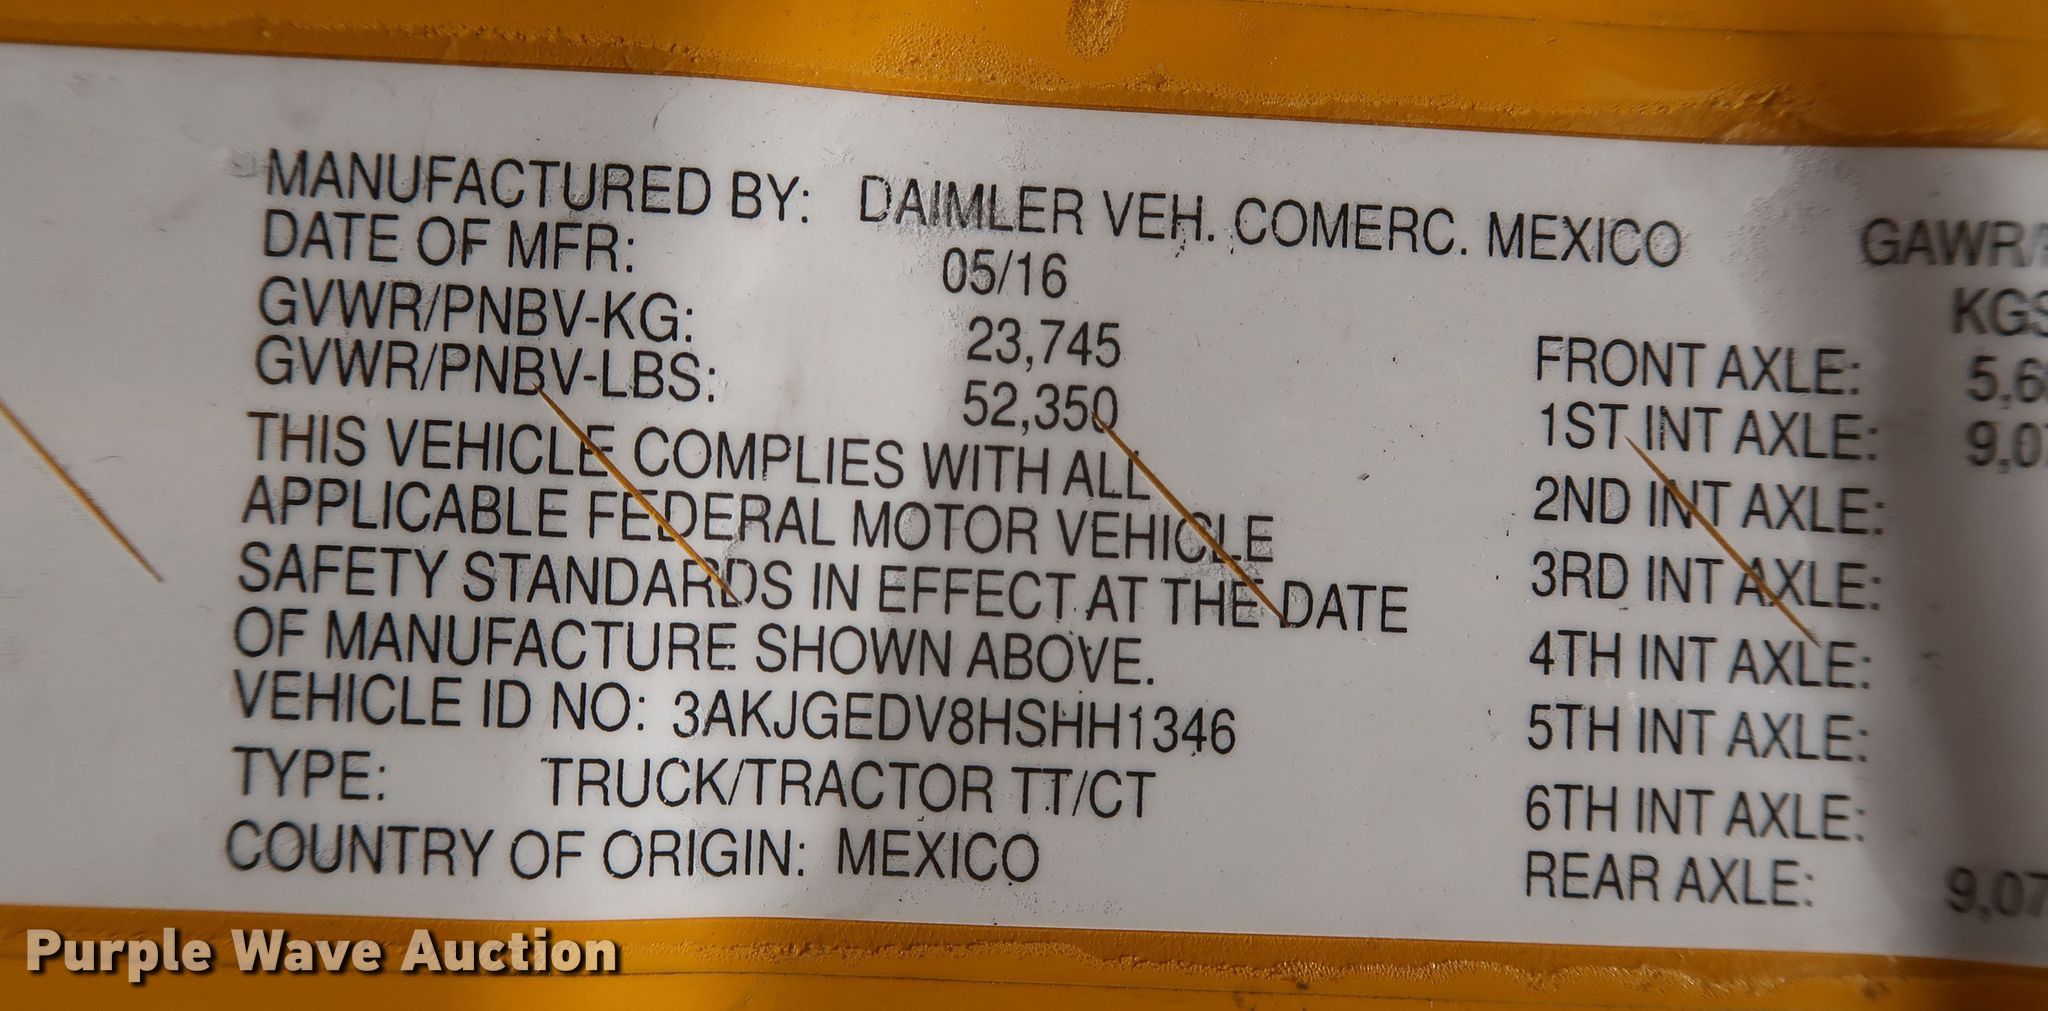 MANUFACTURED BY: DAIMLER VEH. COMERC. MEXICO
DATE OF MFR: 05/16
GVWR/PNBV-KG: 23,745
GVWR/PNBV-LBS: 52,350
THIS VEHICLE COMPLIES WITH ALL
APPLICABLE FEDERAL MOTOR VEHICLE
SAFETY STANDARDS IN EFFECT AT THE DATE
OF MANUFACTURE SHOWN ABOVE.
VEHICLE ID NO: 3AKJGEDV8HSHH1346
TYPE: TRUCK/TRACTOR TT/CT
COUNTRY OF ORIGIN: MEXICO
GAWR/
KGS
FRONT AXLE:
1ST INT AXLE:
2ND INT AXLE:
3RD INT AXLE:
4TH INT AXLE:
5TH INT AXLE:
6TH INT AXLE:
REAR AXLE:
Purple Wave Auction